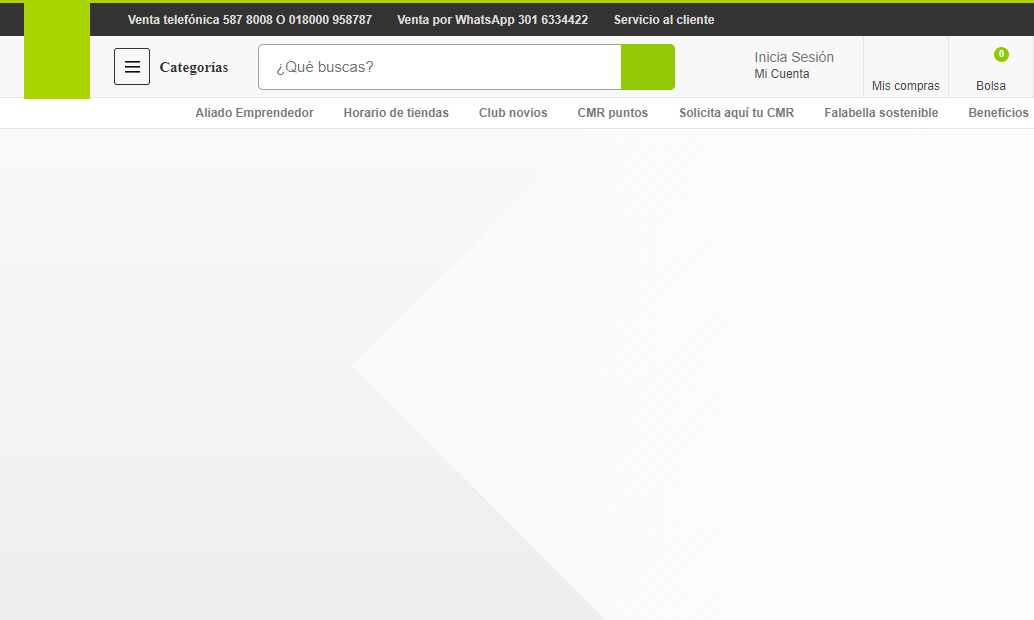 Venta telefónica 587 8008 O 018000 958787 Venta por WhatsApp 301 6334422 Servicio al cliente
Categorías
¿Qué buscas?
Inicia Sesión
Mi Cuenta
Mis compras
0
Bolsa
Aliado Emprendedor Horario de tiendas Club novios CMR puntos Solicita aquí tu CMR Falabella sostenible Beneficios